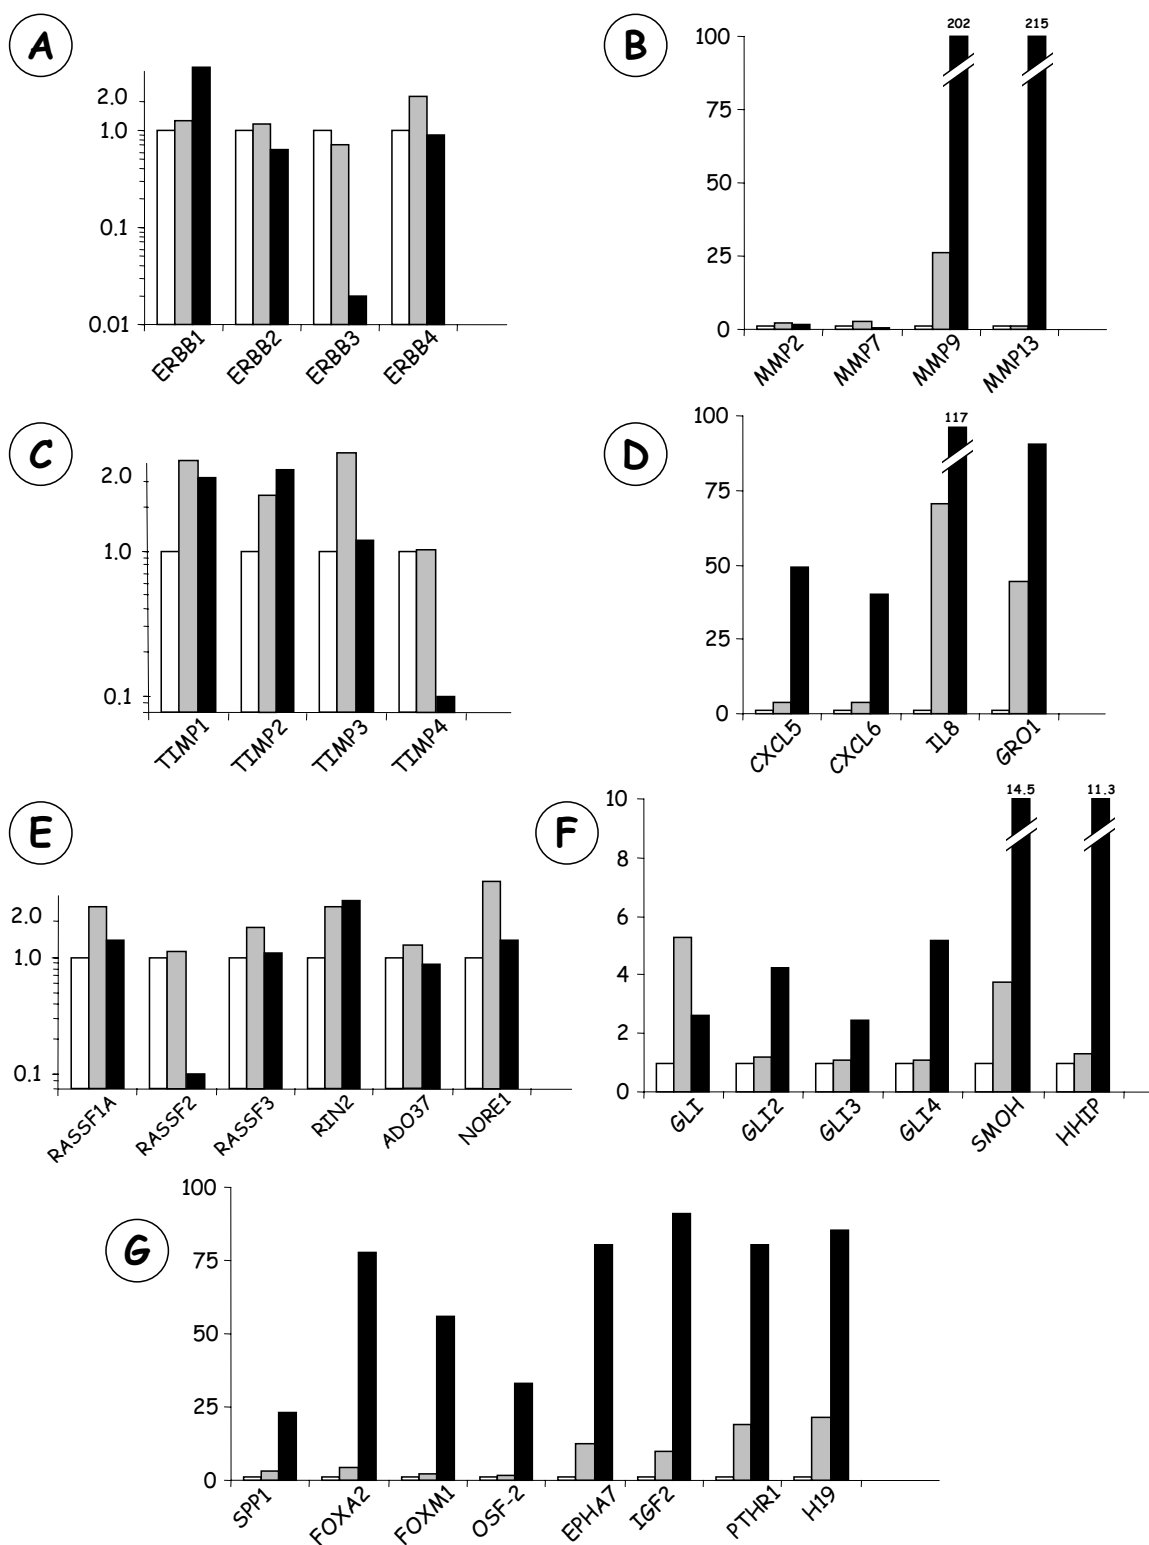 A
2.0
1.0
0.1
0.01
ERBB1
ERBB2
ERBB3
ERBB4
B
202
215
100
75
50
25
0
MMP2
MMP7
MMP9
MMP13
C
2.0
1.0
0.1
TIMP1
TIMP2
TIMP3
TIMP4
D
117
100
75
50
25
0
CXCL5
CXCL6
IL8
GRO1
E
2.0
1.0
0.1
RASSF1A
RASSF2
RASSF3
RIN2
ADO37
NORE1
F
14.5
11.3
10
8
6
4
2
0
GLI
GLI2
GLI3
GLI4
SMOH
HHIP
G
100
75
50
25
0
SPP1
FOXA2
FOXM1
OSF-2
EPHA7
IGF2
PTHR1
H19